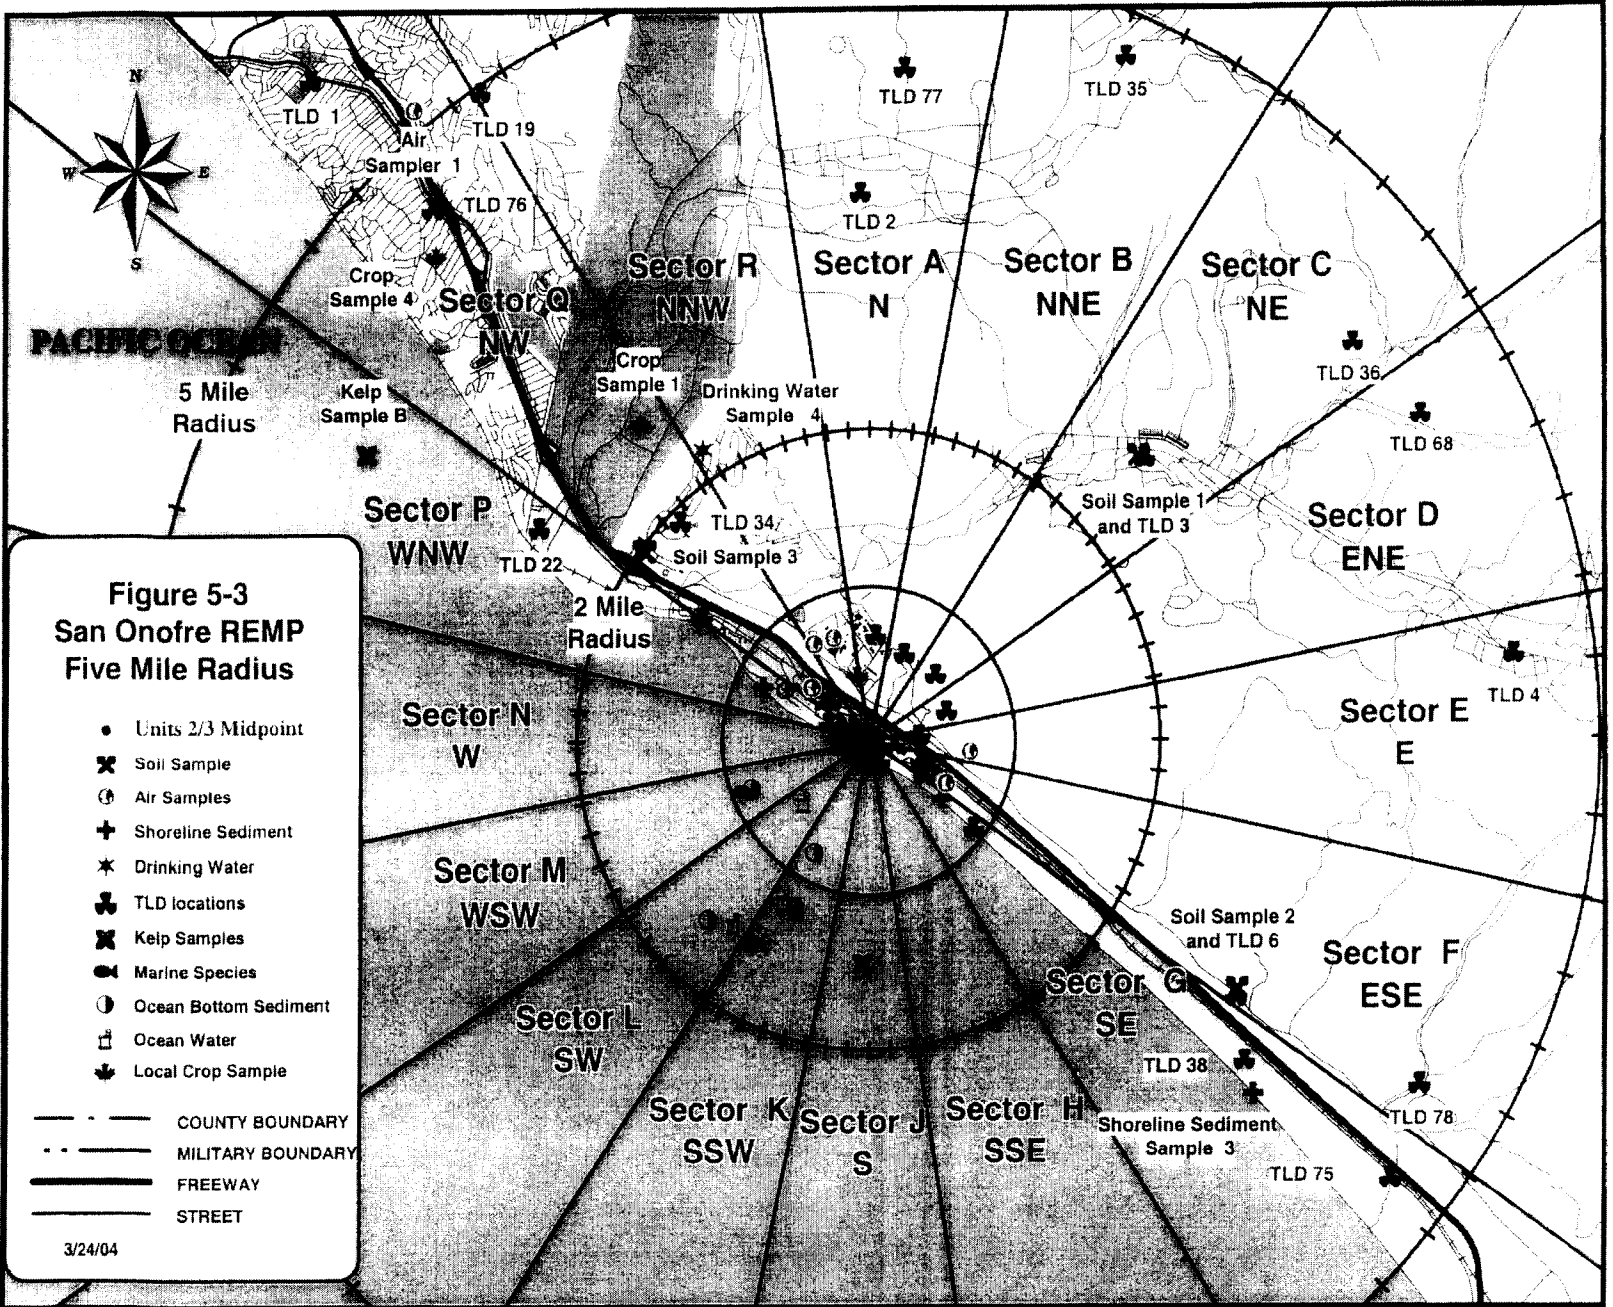 N
W
E
S
TLD 1
Air
Sampler 1
TLD 19
TLD 76
TLD 77
TLD 35
TLD 2
Crop
Sample 4
Sector Q
NW
Sector R
NNW
Sector A
N
Sector B
NNE
Sector C
NE
PACIFIC OCEAN
5 Mile
Radius
Kelp
Sample B
Crop
Sample 1
Drinking Water
Sample 4
TLD 36
TLD 68
Sector P
WNW
TLD 22
TLD 34
Soil Sample 3
Soil Sample 1
and TLD 3
Sector D
ENE
2 Mile
Radius
TLD 4
Sector N
W
Sector E
E
Sector M
WSW
Soil Sample 2
and TLD 6
Sector F
ESE
Sector G
SE
Sector L
SW
TLD 38
Sector K
SSW
Sector J
S
Sector H
SSE
Shoreline Sediment
Sample 3
TLD 78
TLD 75
Figure 5-3
San Onofre REMP
Five Mile Radius
Units 2/3 Midpoint
Soil Sample
Air Samples
Shoreline Sediment
Drinking Water
TLD locations
Kelp Samples
Marine Species
Ocean Bottom Sediment
Ocean Water
Local Crop Sample
COUNTY BOUNDARY
MILITARY BOUNDARY
FREEWAY
STREET
3/24/04